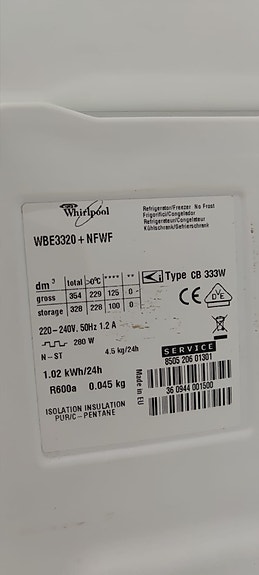 Whirlpool
WBE3320+NFWF
Refrigerator/Freezer No Frost
Frigorifici/Congelador
Refrigerateur/Congelateur
Kühlschrank/Gefrierschrank
dm³ total >0°C **** **
gross 354 229 125 0 -
storage 328 228 100 0 -
Type CB 333W
CE
VDE
220-240V. 50Hz 1.2 A
280 W
N-ST 4.5 kg/24h
1.02 kWh/24h
R600a 0.045 kg
ISOLATION INSULATION
PUR/C-PENTANE
Made in EU
SERVICE
8505 206 01301
36 0944 001500